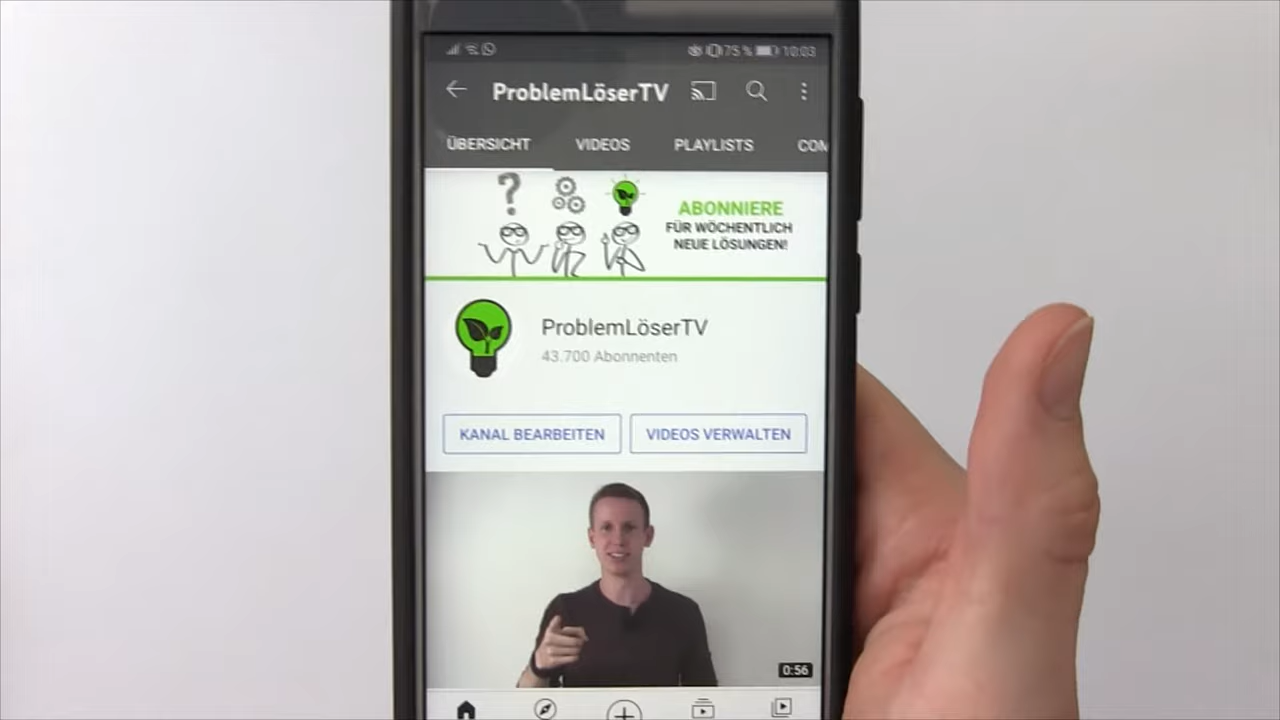 75 % 10:03
ProblemLöserTV
ÜBERSICHT VIDEOS PLAYLISTS COM
?
ABONNIERE
FÜR WÖCHENTLICH
NEUE LÖSUNGEN!
ProblemLöserTV
43.700 Abonnenten
KANAL BEARBEITEN VIDEOS VERWALTEN
0:56